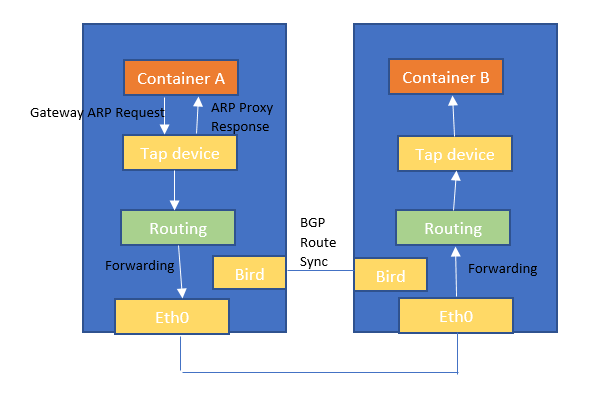 Container A
Gateway ARP Request
ARP Proxy
Response
Tap device
Routing
Forwarding
Bird
Eth0
BGP
Route
Sync
Container B
Tap device
Routing
Bird
Forwarding
Eth0